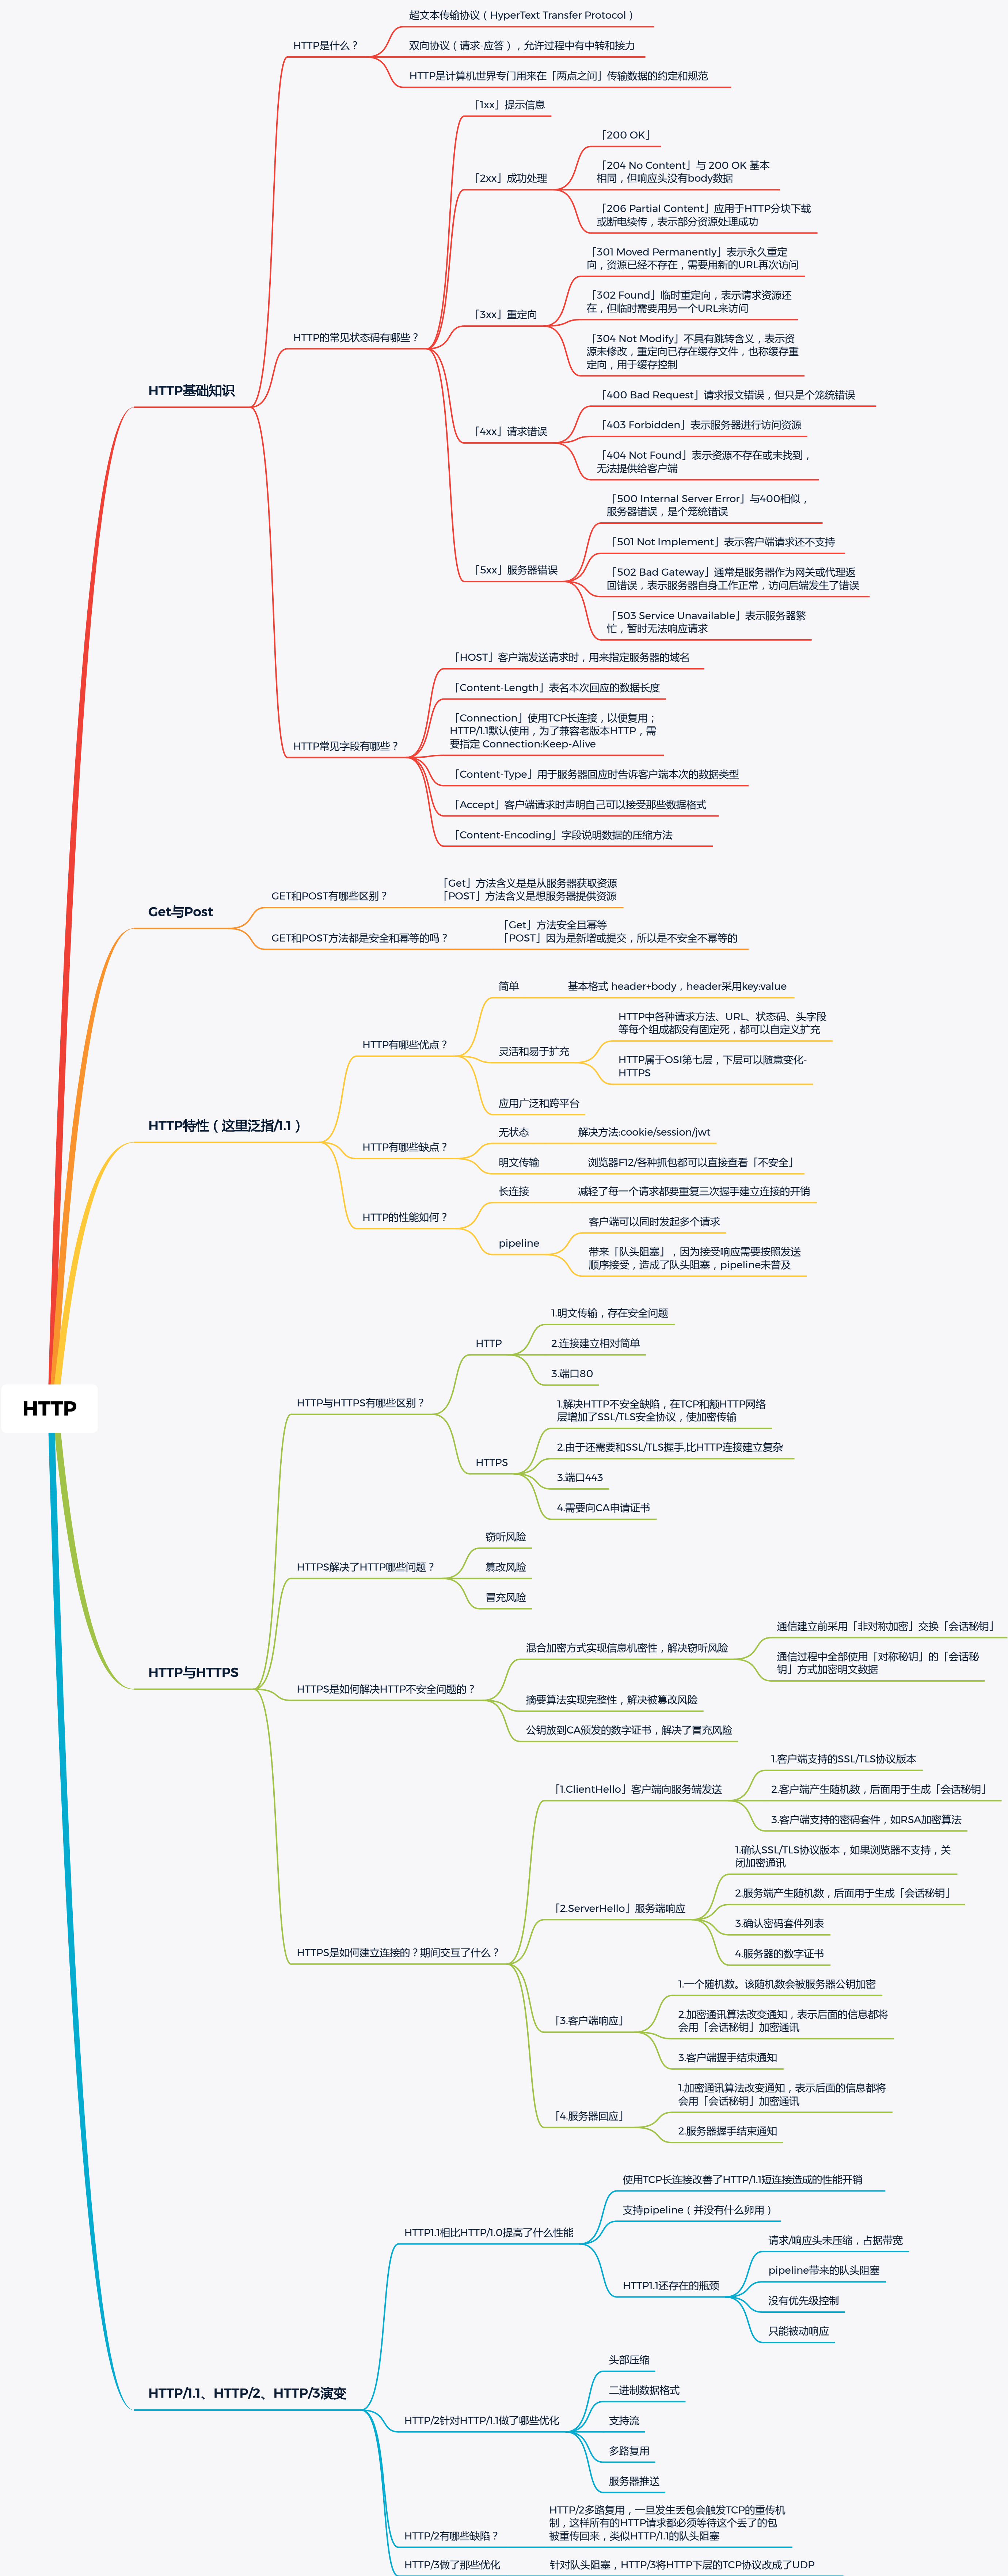 HTTP
HTTP基础知识
HTTP是什么？
超文本传输协议（HyperText Transfer Protocol）
双向协议（请求-应答），允许过程中有中转和接力
HTTP是计算机世界专门用来在「两点之间」传输数据的约定和规范
HTTP的常见状态码有哪些？
「1xx」提示信息
「2xx」成功处理
「200 OK」
「204 No Content」与 200 OK 基本
相同，但响应头没有body数据
「206 Partial Content」应用于HTTP分块下载
或断电续传，表示部分资源处理成功
「3xx」重定向
「301 Moved Permanently」表示永久重定
向，资源已经不存在，需要用新的URL再次访问
「302 Found」临时重定向，表示请求资源还
在，但临时需要用另一个URL来访问
「304 Not Modify」不具有跳转含义，表示资
源未修改，重定向已存在缓存文件，也称缓存重
定向，用于缓存控制
「4xx」请求错误
「400 Bad Request」请求报文错误，但只是个笼统错误
「403 Forbidden」表示服务器进行访问资源
「404 Not Found」表示资源不存在或未找到，
无法提供给客户端
「5xx」服务器错误
「500 Internal Server Error」与400相似，
服务器错误，是个笼统错误
「501 Not Implement」表示客户端请求还不支持
「502 Bad Gateway」通常是服务器作为网关或代理返
回错误，表示服务器自身工作正常，访问后端发生了错误
「503 Service Unavailable」表示服务器繁
忙，暂时无法响应请求
HTTP常见字段有哪些？
「HOST」客户端发送请求时，用来指定服务器的域名
「Content-Length」表名本次回应的数据长度
「Connection」使用TCP长连接，以便复用；
HTTP/1.1默认使用，为了兼容老版本HTTP，需
要指定 Connection:Keep-Alive
「Content-Type」用于服务器回应时告诉客户端本次的数据类型
「Accept」客户端请求时声明自己可以接受那些数据格式
「Content-Encoding」字段说明数据的压缩方法
Get与Post
GET和POST有哪些区别？
「Get」方法含义是是从服务器获取资源
「POST」方法含义是想服务器提供资源
GET和POST方法都是安全和幂等的吗？
「Get」方法安全且幂等
「POST」因为是新增或提交，所以是不安全不幂等的
HTTP特性（这里泛指/1.1）
HTTP有哪些优点？
简单
基本格式 header+body，header采用key:value
灵活和易于扩充
HTTP中各种请求方法、URL、状态码、头字段
等每个组成都没有固定死，都可以自定义扩充
HTTP属于OSI第七层，下层可以随意变化-
HTTPS
应用广泛和跨平台
HTTP有哪些缺点？
无状态
解决方法:cookie/session/jwt
明文传输
浏览器F12/各种抓包都可以直接查看「不安全」
HTTP的性能如何？
长连接
减轻了每一个请求都要重复三次握手建立连接的开销
pipeline
客户端可以同时发起多个请求
带来「队头阻塞」，因为接受响应需要按照发送
顺序接受，造成了队头阻塞，pipeline未普及
HTTP与HTTPS
HTTP与HTTPS有哪些区别？
HTTP
1.明文传输，存在安全问题
2.连接建立相对简单
3.端口80
HTTPS
1.解决HTTP不安全缺陷，在TCP和额HTTP网络
层增加了SSL/TLS安全协议，使加密传输
2.由于还需要和SSL/TLS握手,比HTTP连接建立复杂
3.端口443
4.需要向CA申请证书
HTTPS解决了HTTP哪些问题？
窃听风险
篡改风险
冒充风险
HTTPS是如何解决HTTP不安全问题的？
混合加密方式实现信息机密性，解决窃听风险
通信建立前采用「非对称加密」交换「会话秘钥」
通信过程中全部使用「对称秘钥」的「会话秘
钥」方式加密明文数据
摘要算法实现完整性，解决被篡改风险
公钥放到CA颁发的数字证书，解决了冒充风险
HTTPS是如何建立连接的？期间交互了什么？
「1.ClientHello」客户端向服务端发送
1.客户端支持的SSL/TLS协议版本
2.客户端产生随机数，后面用于生成「会话秘钥」
3.客户端支持的密码套件，如RSA加密算法
「2.ServerHello」服务端响应
1.确认SSL/TLS协议版本，如果浏览器不支持，关
闭加密通讯
2.服务端产生随机数，后面用于生成「会话秘钥」
3.确认密码套件列表
4.服务器的数字证书
「3.客户端响应」
1.一个随机数。该随机数会被服务器公钥加密
2.加密通讯算法改变通知，表示后面的信息都将
会用「会话秘钥」加密通讯
3.客户端握手结束通知
「4.服务器回应」
1.加密通讯算法改变通知，表示后面的信息都将
会用「会话秘钥」加密通讯
2.服务器握手结束通知
HTTP/1.1、HTTP/2、HTTP/3演变
HTTP1.1相比HTTP/1.0提高了什么性能
使用TCP长连接改善了HTTP/1.1短连接造成的性能开销
支持pipeline（并没有什么卵用）
HTTP1.1还存在的瓶颈
请求/响应头未压缩，占据带宽
pipeline带来的队头阻塞
没有优先级控制
只能被动响应
HTTP/2针对HTTP/1.1做了哪些优化
头部压缩
二进制数据格式
支持流
多路复用
服务器推送
HTTP/2有哪些缺陷？
HTTP/2多路复用，一旦发生丢包会触发TCP的重传机
制，这样所有的HTTP请求都必须等待这个丢了的包
被重传回来，类似HTTP/1.1的队头阻塞
HTTP/3做了那些优化
针对队头阻塞，HTTP/3将HTTP下层的TCP协议改成了UDP